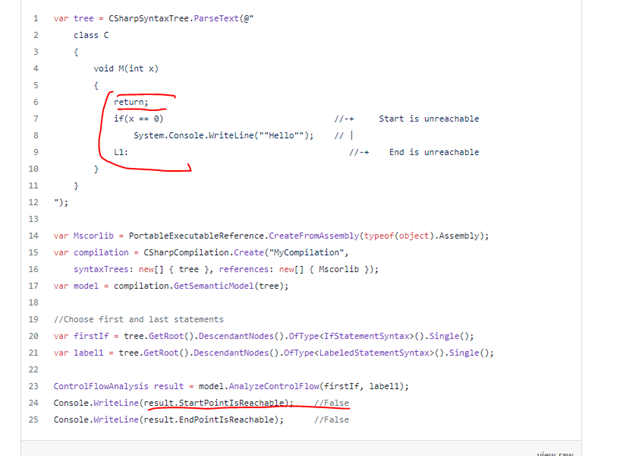 1 var tree = CSharpSyntaxTree.ParseText(@"
2 class C
3 {
4 void M(int x)
5 {
6 return;
7 if(x == 0) //-+ Start is unreachable
8 System.Console.WriteLine(""Hello""); // |
9 L1: //-+ End is unreachable
10 }
11 }
12 ");
13
14 var Mscorlib = PortableExecutableReference.CreateFromAssembly(typeof(object).Assembly);
15 var compilation = CSharpCompilation.Create("MyCompilation",
16 syntaxTrees: new[] { tree }, references: new[] { Mscorlib });
17 var model = compilation.GetSemanticModel(tree);
18
19 //Choose first and last statements
20 var firstIf = tree.GetRoot().DescendantNodes().OfType<IfStatementSyntax>().Single();
21 var label1 = tree.GetRoot().DescendantNodes().OfType<LabeledStatementSyntax>().Single();
22
23 ControlFlowAnalysis result = model.AnalyzeControlFlow(firstIf, label1);
24 Console.WriteLine(result.StartPointIsReachable); //False
25 Console.WriteLine(result.EndPointIsReachable); //False
view raw